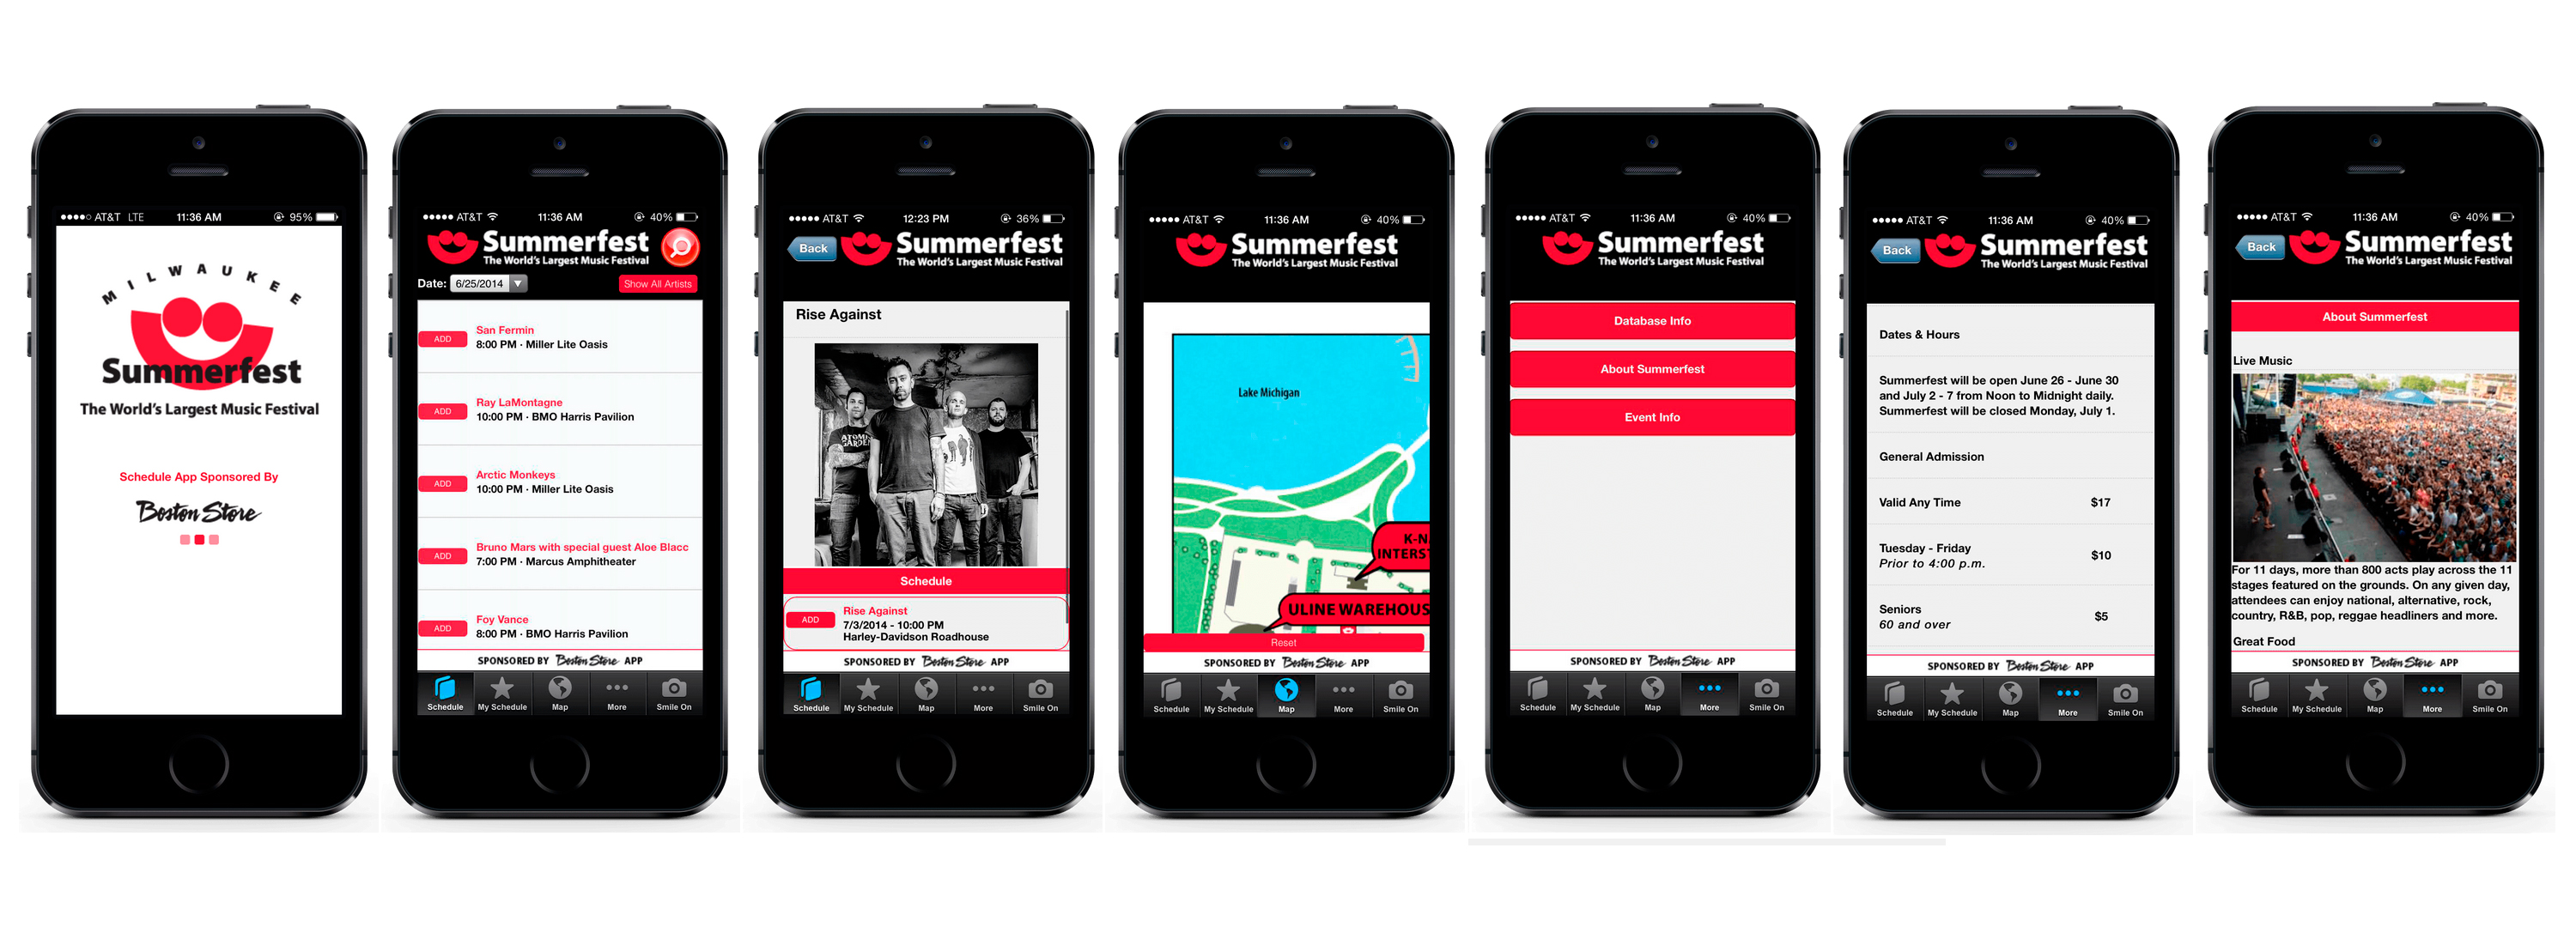 AT&T LTE 11:36 AM 95%
MILWAUKEE
Summerfest
The World's Largest Music Festival
Schedule App Sponsored By
Boston Store
AT&T 11:36 AM 40%
Summerfest
The World's Largest Music Festival
Date: 6/25/2014 Show All Artists
San Fermin
ADD 8:00 PM · Miller Lite Oasis
Ray LaMontagne
ADD 10:00 PM · BMO Harris Pavilion
Arctic Monkeys
ADD 10:00 PM · Miller Lite Oasis
Bruno Mars with special guest Aloe Blacc
ADD 7:00 PM · Marcus Amphitheater
Foy Vance
ADD 8:00 PM · BMO Harris Pavilion
SPONSORED BY Boston Store APP
Schedule My Schedule Map More Smile On
AT&T 12:23 PM 36%
Back Summerfest
The World's Largest Music Festival
Rise Against
ATOMIC
GARDEN
Schedule
Rise Against
ADD 7/3/2014 - 10:00 PM
Harley-Davidson Roadhouse
SPONSORED BY Boston Store APP
Schedule My Schedule Map More Smile On
AT&T 11:36 AM 40%
Summerfest
The World's Largest Music Festival
Lake Michigan
K-N
INTERST
ULINE WAREHOUS
Reset
SPONSORED BY Boston Store APP
Schedule My Schedule Map More Smile On
AT&T 11:36 AM 40%
Summerfest
The World's Largest Music Festival
Database Info
About Summerfest
Event Info
SPONSORED BY Boston Store APP
Schedule My Schedule Map More Smile On
AT&T 11:36 AM 40%
Back Summerfest
The World's Largest Music Festival
Dates & Hours
Summerfest will be open June 26 - June 30
and July 2 - 7 from Noon to Midnight daily.
Summerfest will be closed Monday, July 1.
General Admission
Valid Any Time $17
Tuesday - Friday $10
Prior to 4:00 p.m.
Seniors $5
60 and over
SPONSORED BY Boston Store APP
Schedule My Schedule Map More Smile On
AT&T 11:36 AM 40%
Back Summerfest
The World's Largest Music Festival
About Summerfest
Live Music
For 11 days, more than 800 acts play across the 11
stages featured on the grounds. On any given day,
attendees can enjoy national, alternative, rock,
country, R&B, pop, reggae headliners and more.
Great Food
SPONSORED BY Boston Store APP
Schedule My Schedule Map More Smile On